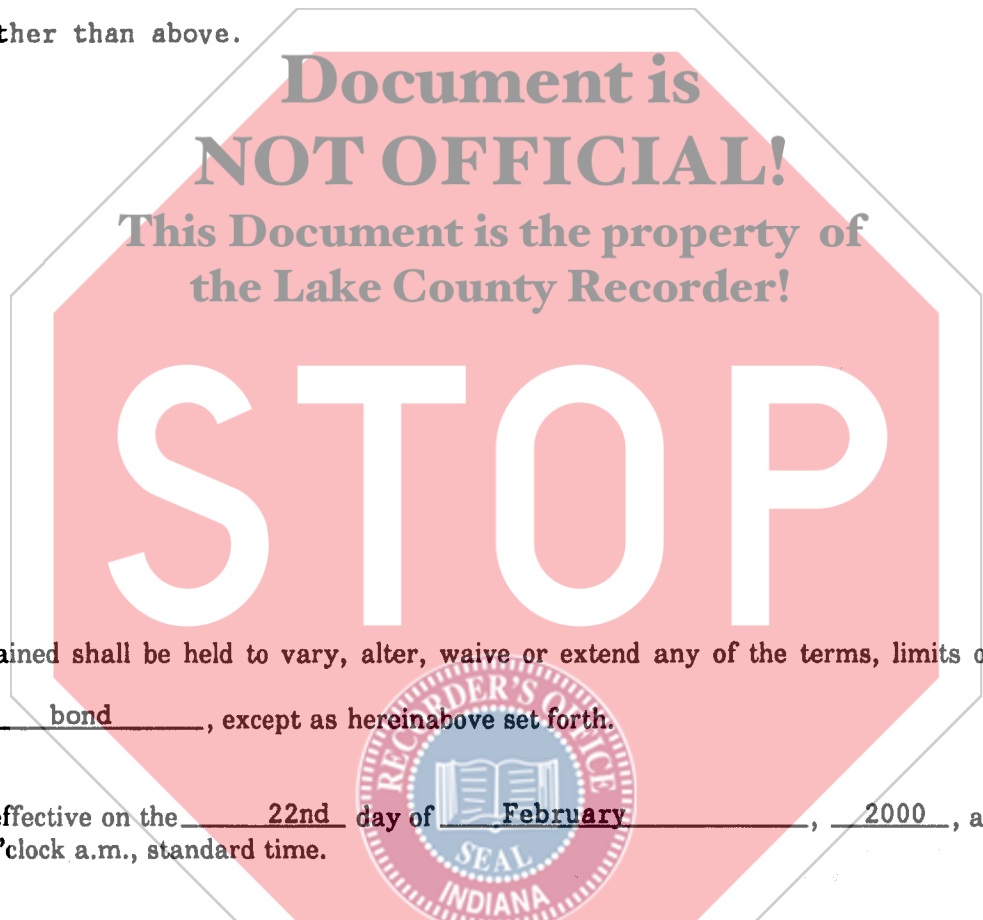 ther than above.
Document is
NOT OFFICIAL!
This Document is the property of
the Lake County Recorder!
STOP
ained shall be held to vary, alter, waive or extend any of the terms, limits o
bond, except as hereinabove set forth.
RECORDER'S OFFICE
ffective on the 22nd day of February, 2000, a
'clock a.m., standard time.
SEAL
INDIANA